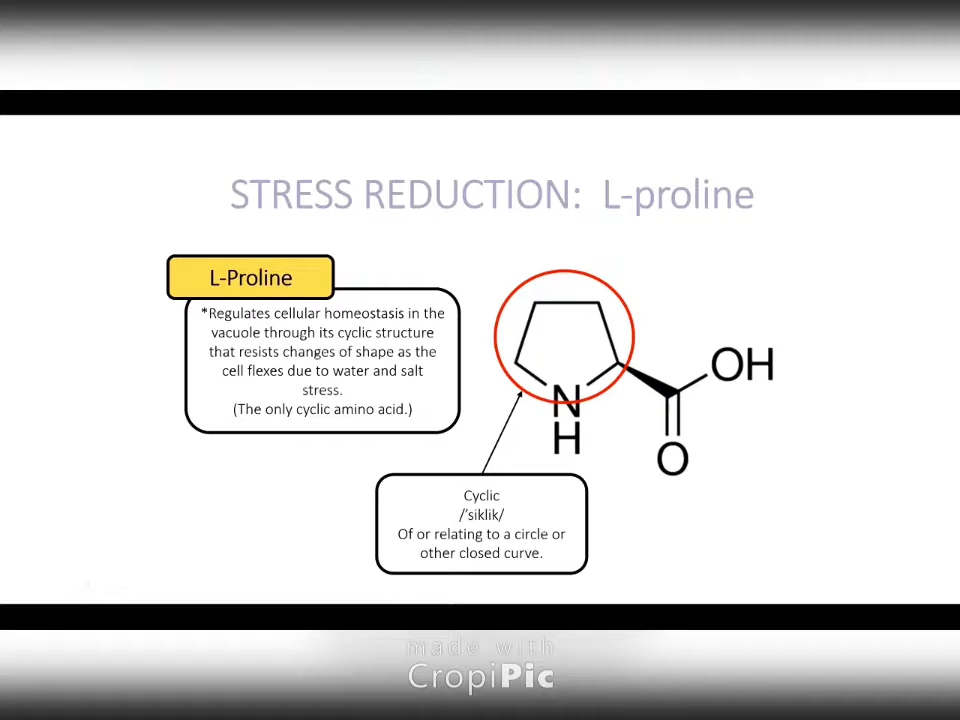 STRESS REDUCTION: L-proline
L-Proline
*Regulates cellular homeostasis in the
vacuole through its cyclic structure
that resists changes of shape as the
cell flexes due to water and salt
stress.
(The only cyclic amino acid.)
OH
N
H
O
Cyclic
/'siklik/
Of or relating to a circle or
other closed curve.
made with
CropiPic